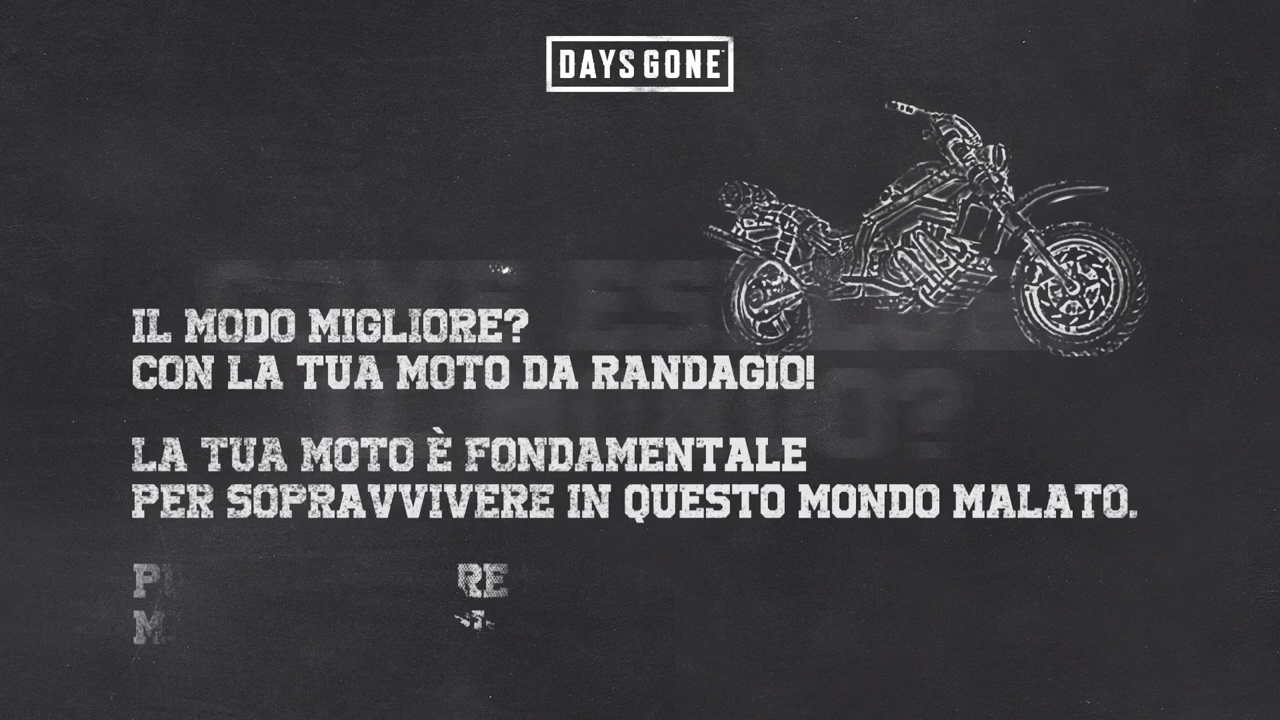 DAYS GONE
IL MODO MIGLIORE?
CON LA TUA MOTO DA RANDAGIO!
LA TUA MOTO È FONDAMENTALE
PER SOPRAVVIVERE IN QUESTO MONDO MALATO.